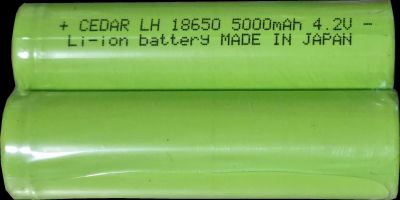 + CEDAR LH 18650 5000mAh 4.2V -
Li-ion battery MADE IN JAPAN